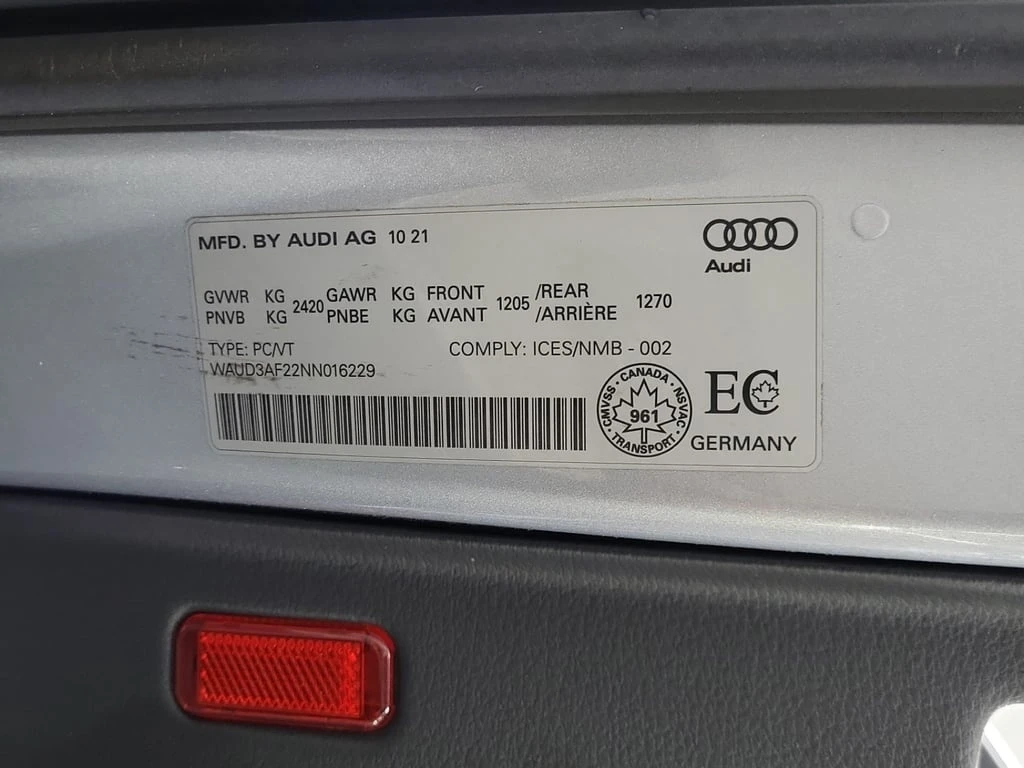 MFD. BY AUDI AG 10 21
Audi
GVWR KG 2420 GAWR KG FRONT 1205 /REAR 1270
PNVB KG PNBE KG AVANT /ARRIÈRE
TYPE: PC/VT COMPLY: ICES/NMB - 002
WAUD3AF22NN016229
CMVSS · CANADA · NSVAC · TRANSPORT ·
961
EC
GERMANY